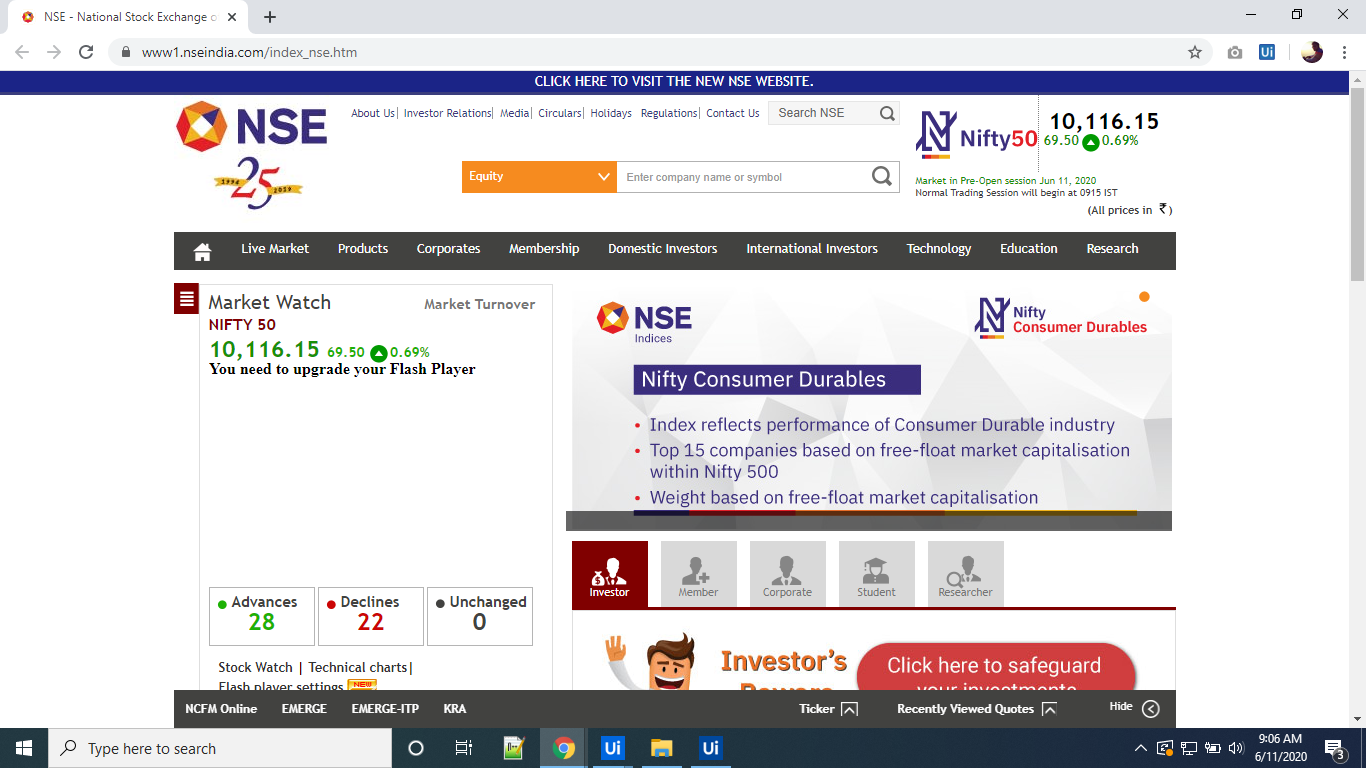 NSE - National Stock Exchange o
www1.nseindia.com/index_nse.htm
Ui
CLICK HERE TO VISIT THE NEW NSE WEBSITE.
NSE
1994 25 2019
About Us| Investor Relations| Media| Circulars| Holidays Regulations| Contact Us
Search NSE
Equity
Enter company name or symbol
Nifty50
10,116.15
69.50 0.69%
Market in Pre-Open session Jun 11, 2020
Normal Trading Session will begin at 0915 IST
(All prices in ₹)
Live Market Products Corporates Membership Domestic Investors International Investors Technology Education Research
Market Watch
Market Turnover
NIFTY 50
10,116.15 69.50 0.69%
You need to upgrade your Flash Player
Advances
28
Declines
22
Unchanged
0
Stock Watch | Technical charts|
Flash player settings NEW
NSE
Indices
Nifty
Consumer Durables
Nifty Consumer Durables
• Index reflects performance of Consumer Durable industry
• Top 15 companies based on free-float market capitalisation
within Nifty 500
• Weight based on free-float market capitalisation
Investor Member Corporate Student Researcher
Investor's
Beware
Click here to safeguard
your investments
NCFM Online EMERGE EMERGE-ITP KRA
Ticker Recently Viewed Quotes Hide
Type here to search
Ui
Ui
9:06 AM
6/11/2020
3